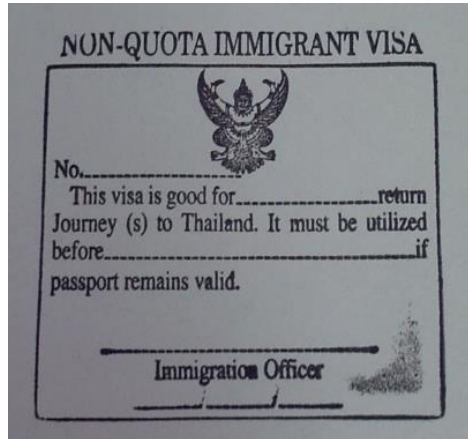 NON-QUOTA IMMIGRANT VISA
No.
This visa is good for return
Journey (s) to Thailand. It must be utilized
before if
passport remains valid.
Immigration Officer
/ /